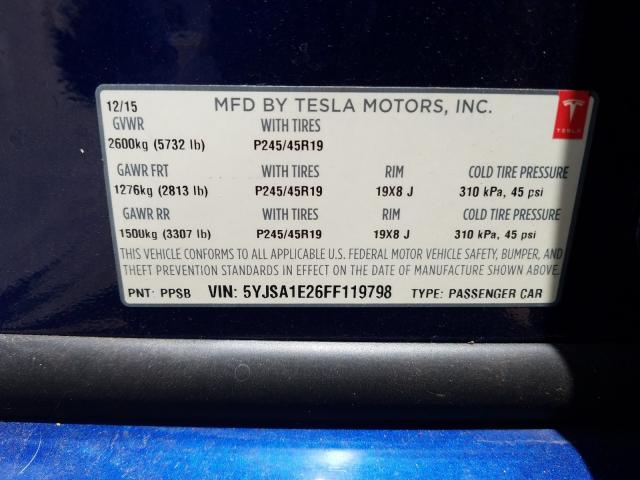 12/15 MFD BY TESLA MOTORS, INC.
GVWR WITH TIRES
2600kg (5732 lb) P245/45R19
TESLA
GAWR FRT WITH TIRES RIM COLD TIRE PRESSURE
1276kg (2813 lb) P245/45R19 19X8 J 310 kPa, 45 psi
GAWR RR WITH TIRES RIM COLD TIRE PRESSURE
1500kg (3307 lb) P245/45R19 19X8 J 310 kPa, 45 psi
THIS VEHICLE CONFORMS TO ALL APPLICABLE U.S. FEDERAL MOTOR VEHICLE SAFETY, BUMPER, AND
THEFT PREVENTION STANDARDS IN EFFECT ON THE DATE OF MANUFACTURE SHOWN ABOVE.
PNT: PPSB VIN: 5YJSA1E26FF119798 TYPE: PASSENGER CAR